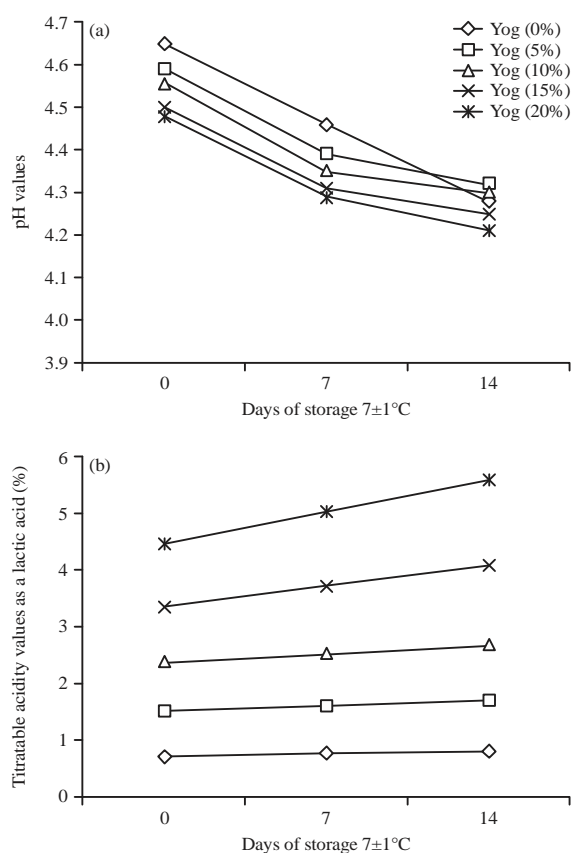 (a)
Yog (0%)
Yog (5%)
Yog (10%)
Yog (15%)
Yog (20%)
pH values
4.7
4.6
4.5
4.4
4.3
4.2
4.1
4.0
3.9
0 7 14
Days of storage 7±1°C
(b)
Titratable acidity values as a lactic acid (%)
6
5
4
3
2
1
0
0 7 14
Days of storage 7±1°C